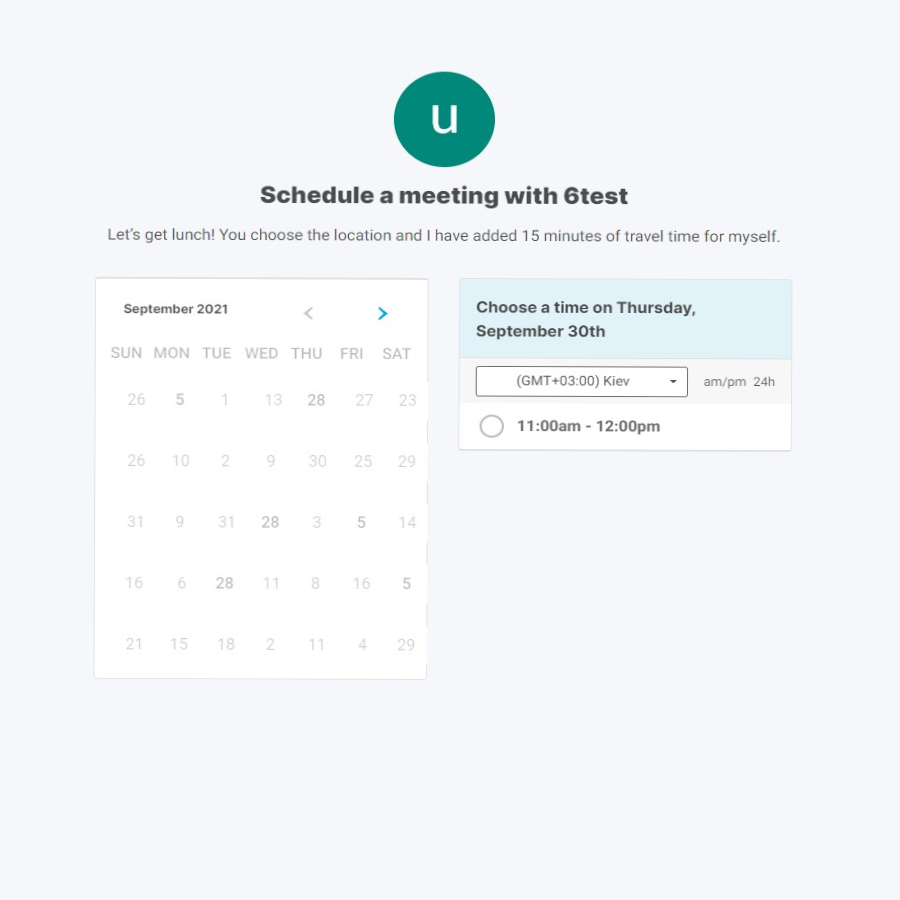 u
Schedule a meeting with 6test
Let's get lunch! You choose the location and I have added 15 minutes of travel time for myself.
September 2021
SUN MON TUE WED THU FRI SAT
26 5 1 13 28 27 23
26 10 2 9 30 25 29
31 9 31 28 3 5 14
16 6 28 11 8 16 5
21 15 18 2 11 4 29
Choose a time on Thursday,
September 30th
(GMT+03:00) Kiev am/pm 24h
11:00am - 12:00pm